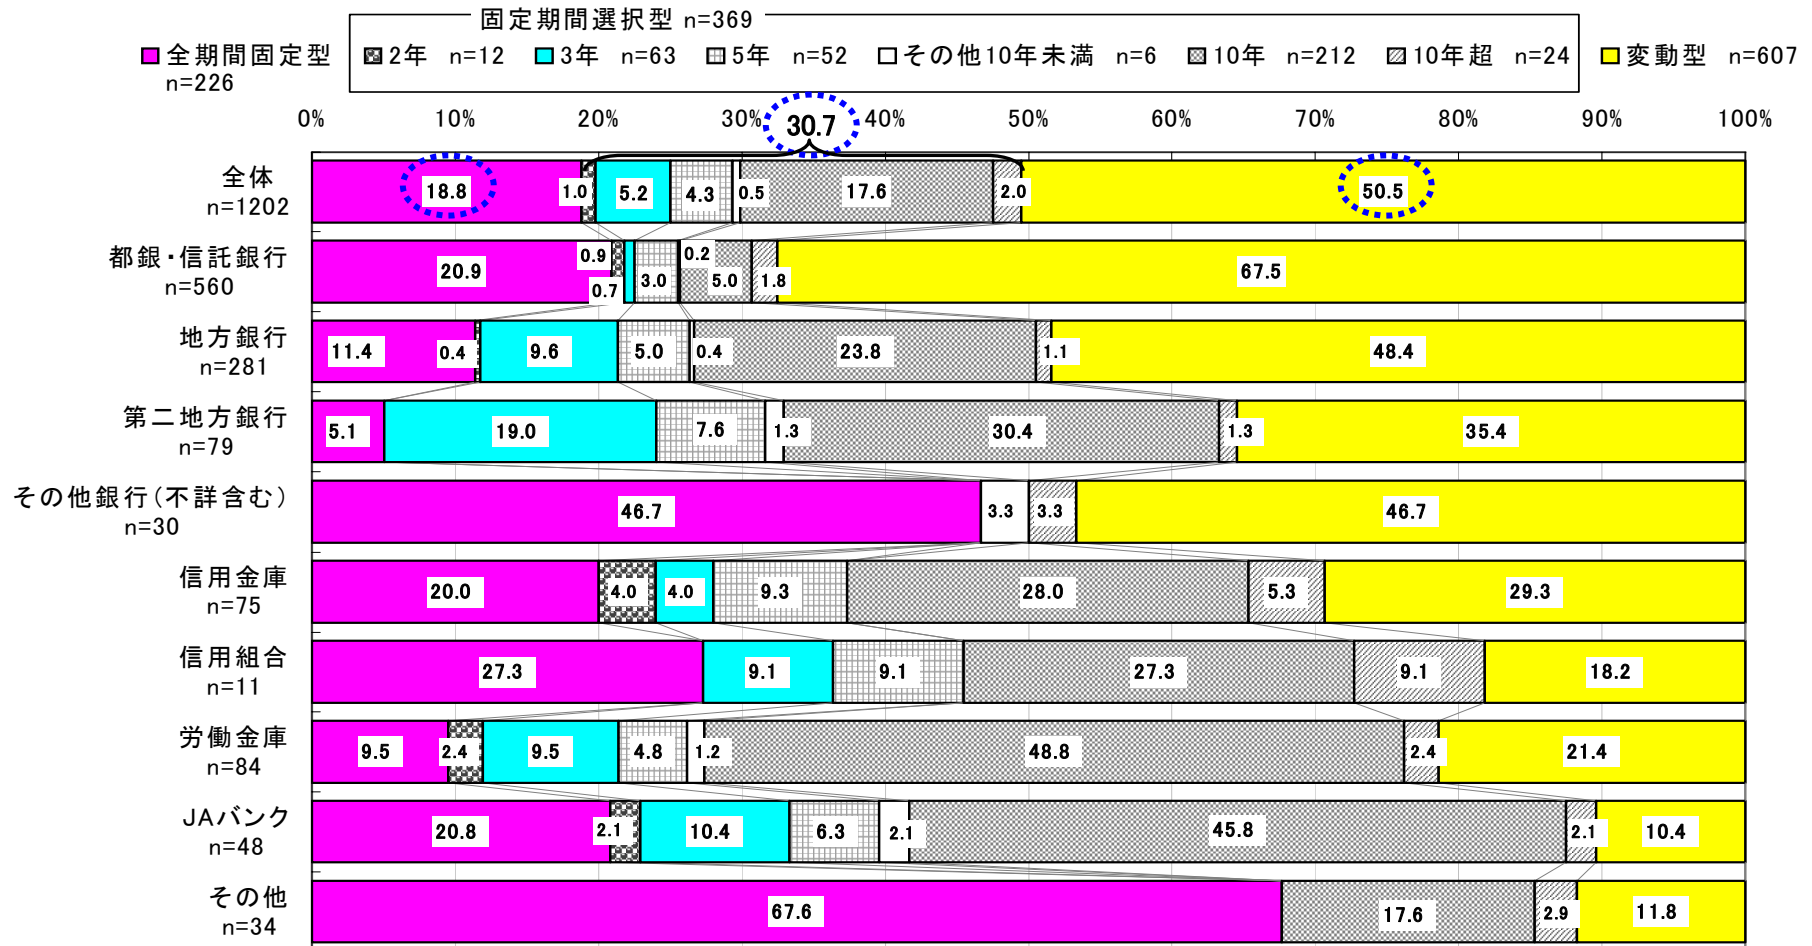 固定期間選択型 n=369
全期間固定型 n=226
2年 n=12
3年 n=63
5年 n=52
その他10年未満 n=6
10年 n=212
10年超 n=24
変動型 n=607
0% 10% 20% 30% 40% 50% 60% 70% 80% 90% 100%
30.7
全体
n=1202
18.8 1.0 5.2 4.3 0.5 17.6 2.0 50.5
都銀・信託銀行
n=560
20.9 0.9 0.7 3.0 0.2 5.0 1.8 67.5
地方銀行
n=281
11.4 0.4 9.6 5.0 0.4 23.8 1.1 48.4
第二地方銀行
n=79
5.1 19.0 7.6 1.3 30.4 1.3 35.4
その他銀行(不詳含む)
n=30
46.7 3.3 3.3 46.7
信用金庫
n=75
20.0 4.0 4.0 9.3 28.0 5.3 29.3
信用組合
n=11
27.3 9.1 9.1 27.3 9.1 18.2
労働金庫
n=84
9.5 2.4 9.5 4.8 1.2 48.8 2.4 21.4
JAバンク
n=48
20.8 2.1 10.4 6.3 2.1 45.8 2.1 10.4
その他
n=34
67.6 17.6 2.9 11.8